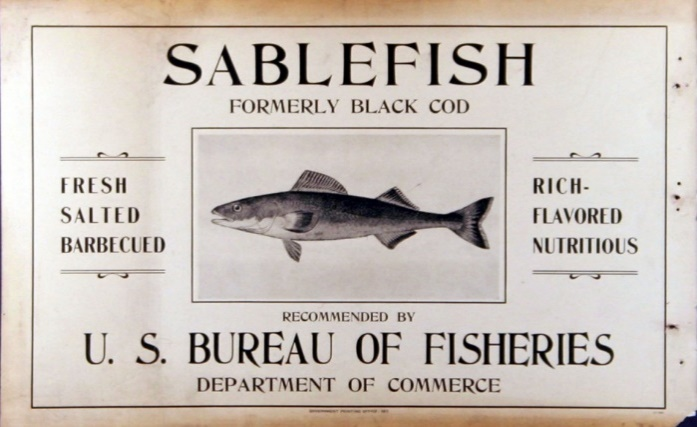 SABLEFISH
FORMERLY BLACK COD
FRESH
SALTED
BARBECUED
RICH-
FLAVORED
NUTRITIOUS
RECOMMENDED BY
U. S. BUREAU OF FISHERIES
DEPARTMENT OF COMMERCE